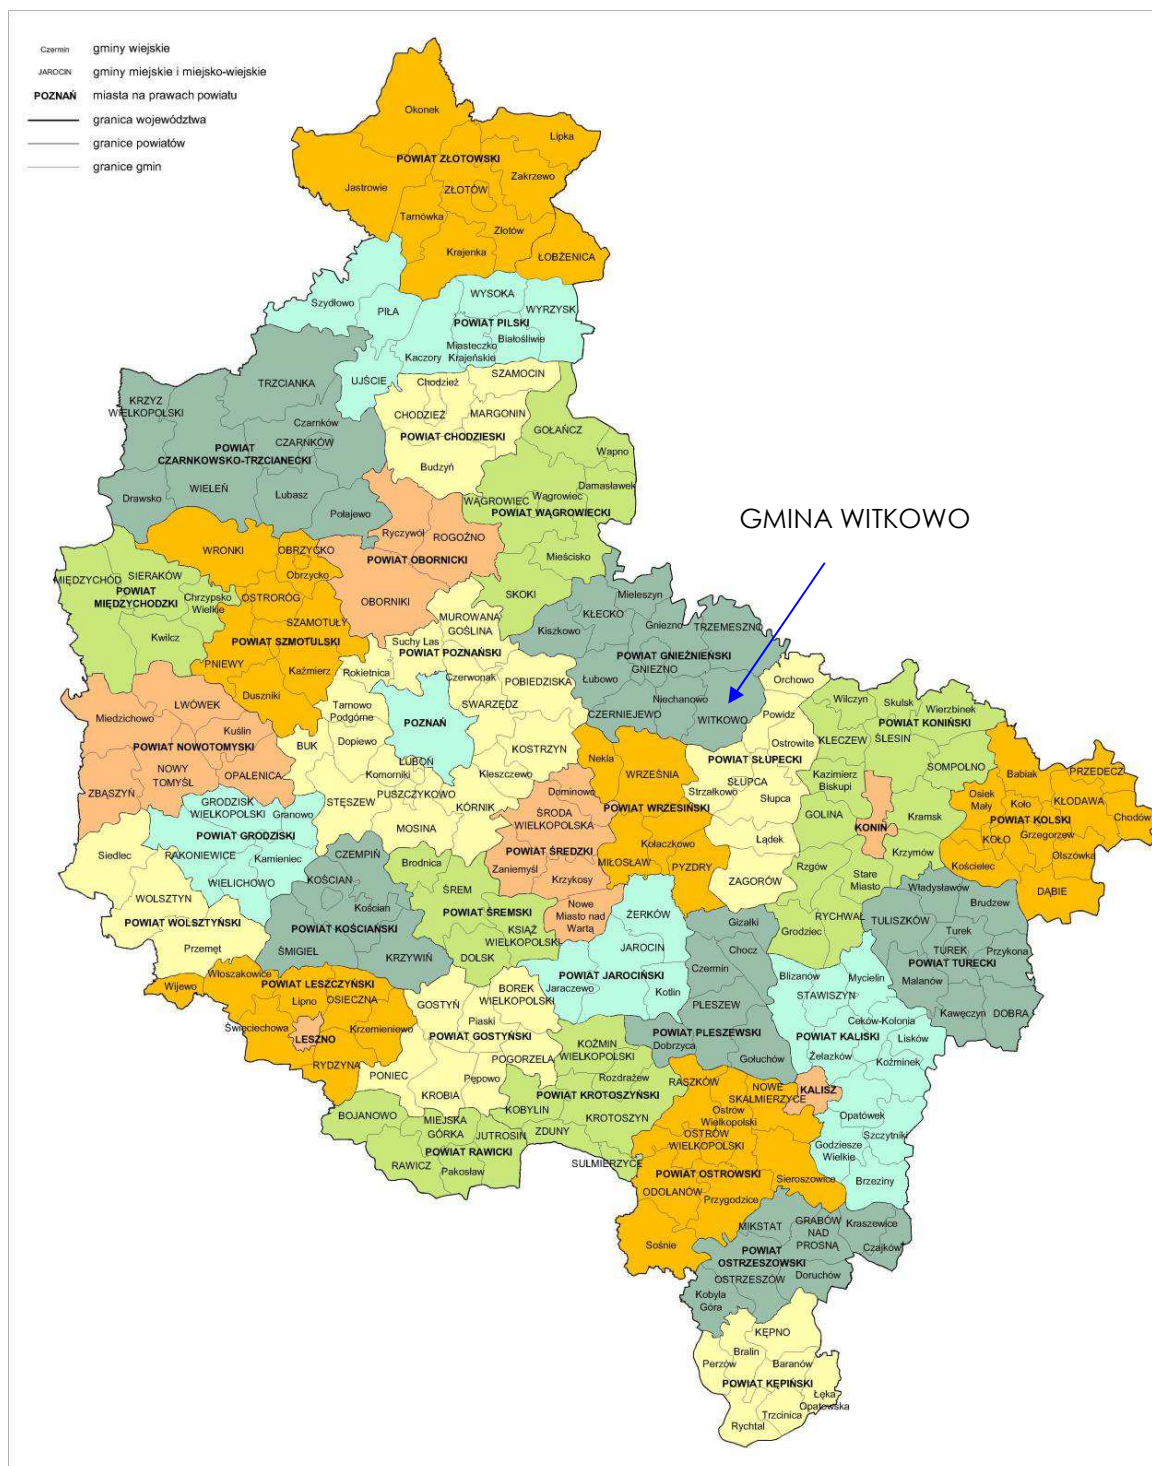 Czermin gminy wiejskie
JAROCIN gminy miejskie i miejsko-wiejskie
POZNAŃ miasta na prawach powiatu
granica województwa
granice powiatów
granice gmin
Okonek
Lipka
POWIAT ZŁOTOWSKI
Zakrzewo
Jastrowie
ZŁOTÓW
Tarnówka
Złotów
Krajenka
ŁOBŻENICA
WYSOKA
Szydłowo
PIŁA
WYRZYSK
POWIAT PILSKI
Białośliwie
Miasteczko
Krajeńskie
Kaczory
UJŚCIE
Chodzież
SZAMOCIN
TRZCIANKA
KRZYŻ
WIELKOPOLSKI
CHODZIEŻ
MARGONIN
Czarnków
POWIAT CHODZIESKI
GOŁAŃCZ
CZARNKÓW
POWIAT
CZARNKOWSKO-TRZCIANECKI
Wapno
Budzyń
Damasławek
WIELEŃ
Lubasz
Drawsko
Połajewo
WĄGROWIEC
Wągrowiec
POWIAT WĄGROWIECKI
GMINA WITKOWO
Ryczywół
ROGOŹNO
WRONKI
OBRZYCKO
POWIAT OBORNICKI
Mieścisko
Obrzycko
MIĘDZYCHÓD
SIERAKÓW
POWIAT
MIĘDZYCHODZKI
Chrzypsko
Wielkie
OSTRORÓG
OBORNIKI
SKOKI
Mieleszyn
KŁECKO
MUROWANA
GOŚLINA
SZAMOTUŁY
Kwilcz
POWIAT SZMOTULSKI
Kiszkowo
Gniezno
TRZEMESZNO
Suchy Las
POWIAT POZNAŃSKI
POWIAT GNIEŹNIEŃSKI
PNIEWY
Kaźmierz
Rokietnica
Czerwonak
POBIEDZISKA
GNIEZNO
Łubowo
Orchowo
Duszniki
Tarnowo
Podgórne
SWARZĘDZ
Niechanowo
CZERNIEJEWO
WITKOWO
Powidz
Wilczyn
Skulsk
Wierzbinek
LWÓWEK
Miedzichowo
Kuślin
POZNAŃ
POWIAT KONIŃSKI
POWIAT NOWOTOMYSKI
BUK
Dopiewo
KOSTRZYN
Ostrowite
KLECZEW
ŚLESIN
LUBOŃ
Nekla
POWIAT SŁUPECKI
NOWY
TOMYŚL
OPALENICA
Komorniki
Kleszczewo
WRZEŚNIA
SŁUPCA
Kazimierz
Biskupi
SOMPOLNO
Babiak
PRZEDECZ
ZBĄSZYŃ
PUSZCZYKOWO
Dominowo
Strzałkowo
Słupca
Osiek
Mały
Koło
KŁODAWA
GRODZISK
WIELKOPOLSKI
Granowo
STĘSZEW
KÓRNIK
POWIAT WRZESIŃSKI
GOLINA
Kramsk
POWIAT KOLSKI
Chodów
ŚRODA
WIELKOPOLSKA
MOSINA
KONIN
POWIAT GRODZISKI
Grzegorzew
KOŁO
Siedlec
RAKONIEWICE
CZEMPIŃ
POWIAT ŚREDZKI
Kołaczkowo
Lądek
Krzymów
Olszówka
Kamieniec
Brodnica
MIŁOSŁAW
PYZDRY
Rzgów
Stare
Miasto
Kościelec
Zaniemyśl
Krzykosy
WIELICHOWO
KOŚCIAN
ZAGORÓW
Władysławów
DĄBIE
WOLSZTYN
Kościan
ŚREM
Nowe
Miasto nad
Wartą
Brudzew
POWIAT WOLSZTYŃSKI
POWIAT ŚREMSKI
ŻERKÓW
Gizałki
RYCHWAŁ
TULISZKÓW
POWIAT KOŚCIAŃSKI
KSIĄŻ
WIELKOPOLSKI
Grodziec
Turek
Przemęt
ŚMIGIEL
KRZYWIŃ
DOLSK
JAROCIN
Chocz
TUREK
Przykona
POWIAT TURECKI
Włoszakowice
POWIAT JAROCIŃSKI
Czermin
Blizanów
Mycielin
Malanów
Wijewo
POWIAT LESZCZYŃSKI
BOREK
WIELKOPOLSKI
Jaraczewo
Kotlin
STAWISZYN
Lipno
OSIECZNA
GOSTYŃ
PLESZEW
Kawęczyn
DOBRA
Święciechowa
Krzemieniowo
Piaski
Ceków-Kolonia
LESZNO
POWIAT GOSTYŃSKI
POWIAT PLESZEWSKI
POWIAT KALISKI
Lisków
Dobrzyca
KOŹMIN
WIELKOPOLSKI
RYDZYNA
POGORZELA
Gołuchów
Żelazków
Koźminek
PONIEC
Pępowo
Rozdrażew
RASZKÓW
NOWE
SKALMIERZYCE
KALISZ
KROBIA
POWIAT KROTOSZYŃSKI
BOJANOWO
KOBYLIN
KROTOSZYN
Ostrów
Wielkopolski
Opatówek
MIEJSKA
GÓRKA
JUTROSIN
ZDUNY
OSTRÓW
WIELKOPOLSKI
Szczytniki
POWIAT RAWICKI
Godziesze
Wielkie
RAWICZ
Pakosław
SULMIERZYCE
POWIAT OSTROWSKI
Sieroszowice
Brzeziny
ODOLANÓW
Przygodzice
MIKSTAT
GRABÓW
NAD
PROSNĄ
Kraszewice
Sośnie
POWIAT
OSTRZESZOWSKI
Czajków
OSTRZESZÓW
Doruchów
Kobyla
Góra
KĘPNO
Bralin
Perzów
Baranów
POWIAT KĘPIŃSKI
Łęka
Opatowska
Trzcinica
Rychtal